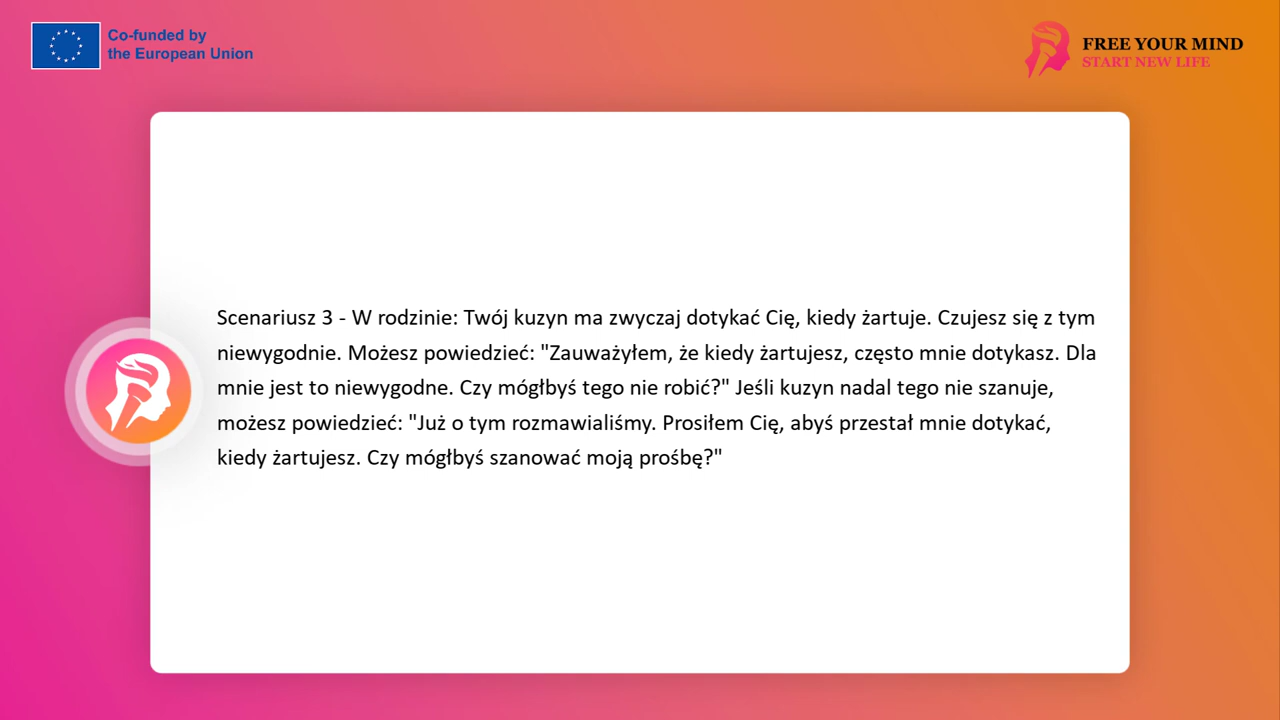 Co-funded by
the European Union
FREE YOUR MIND
START NEW LIFE
Scenariusz 3 - W rodzinie: Twój kuzyn ma zwyczaj dotykać Cię, kiedy żartuje. Czujesz się z tym
niewygodnie. Możesz powiedzieć: "Zauważyłem, że kiedy żartujesz, często mnie dotykasz. Dla
mnie jest to niewygodne. Czy mógłbyś tego nie robić?" Jeśli kuzyn nadal tego nie szanuje,
możesz powiedzieć: "Już o tym rozmawialiśmy. Prosiłem Cię, abyś przestał mnie dotykać,
kiedy żartujesz. Czy mógłbyś szanować moją prośbę?"